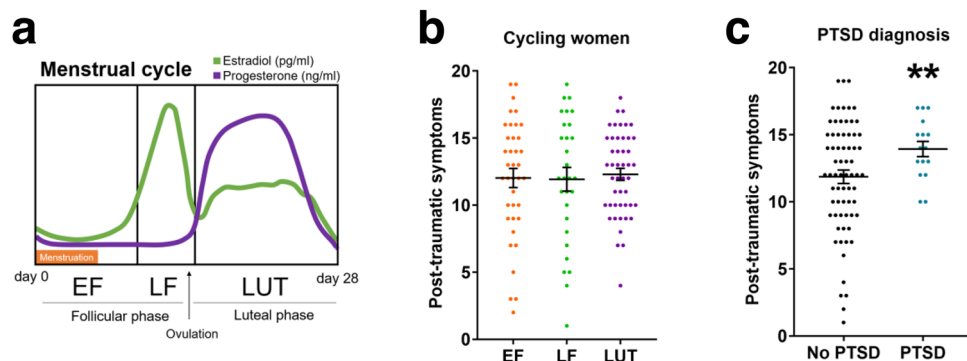 a
Menstrual cycle
Estradiol (pg/ml)
Progesterone (ng/ml)
Menstruation
day 0
day 28
EF
LF
LUT
Follicular phase
Luteal phase
Ovulation
b
Cycling women
Post-traumatic symptoms
20
15
10
5
0
EF
LF
LUT
c
PTSD diagnosis
**
Post-traumatic symptoms
20
15
10
5
0
No PTSD
PTSD